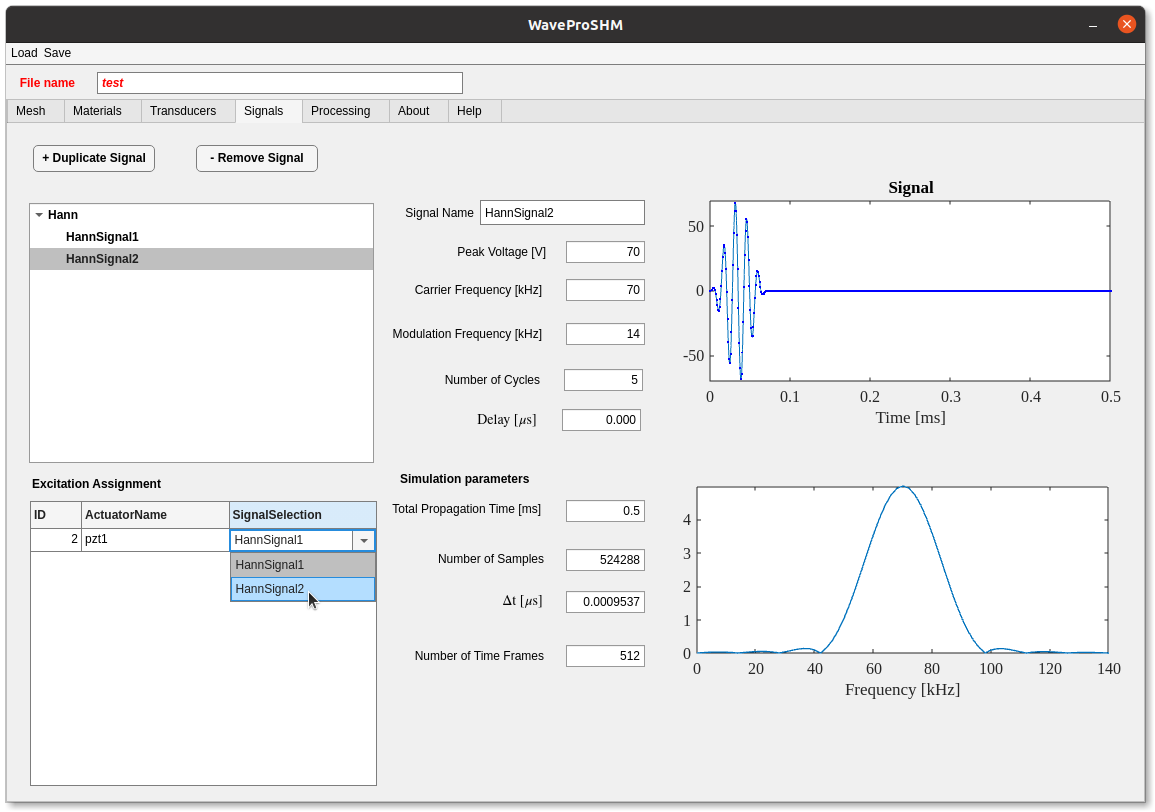 WaveProSHM
Load Save
File name test
Mesh Materials Transducers Signals Processing About Help
+ Duplicate Signal - Remove Signal
Hann
HannSignal1
HannSignal2
Signal Name HannSignal2
Peak Voltage [V] 70
Carrier Frequency [kHz] 70
Modulation Frequency [kHz] 14
Number of Cycles 5
Delay [μs] 0.000
Signal
50
0
-50
0 0.1 0.2 0.3 0.4 0.5
Time [ms]
Excitation Assignment
ID ActuatorName SignalSelection
2 pzt1 HannSignal1
HannSignal1
HannSignal2
Simulation parameters
Total Propagation Time [ms] 0.5
Number of Samples 524288
Δt [μs] 0.0009537
Number of Time Frames 512
4
3
2
1
0
0 20 40 60 80 100 120 140
Frequency [kHz]